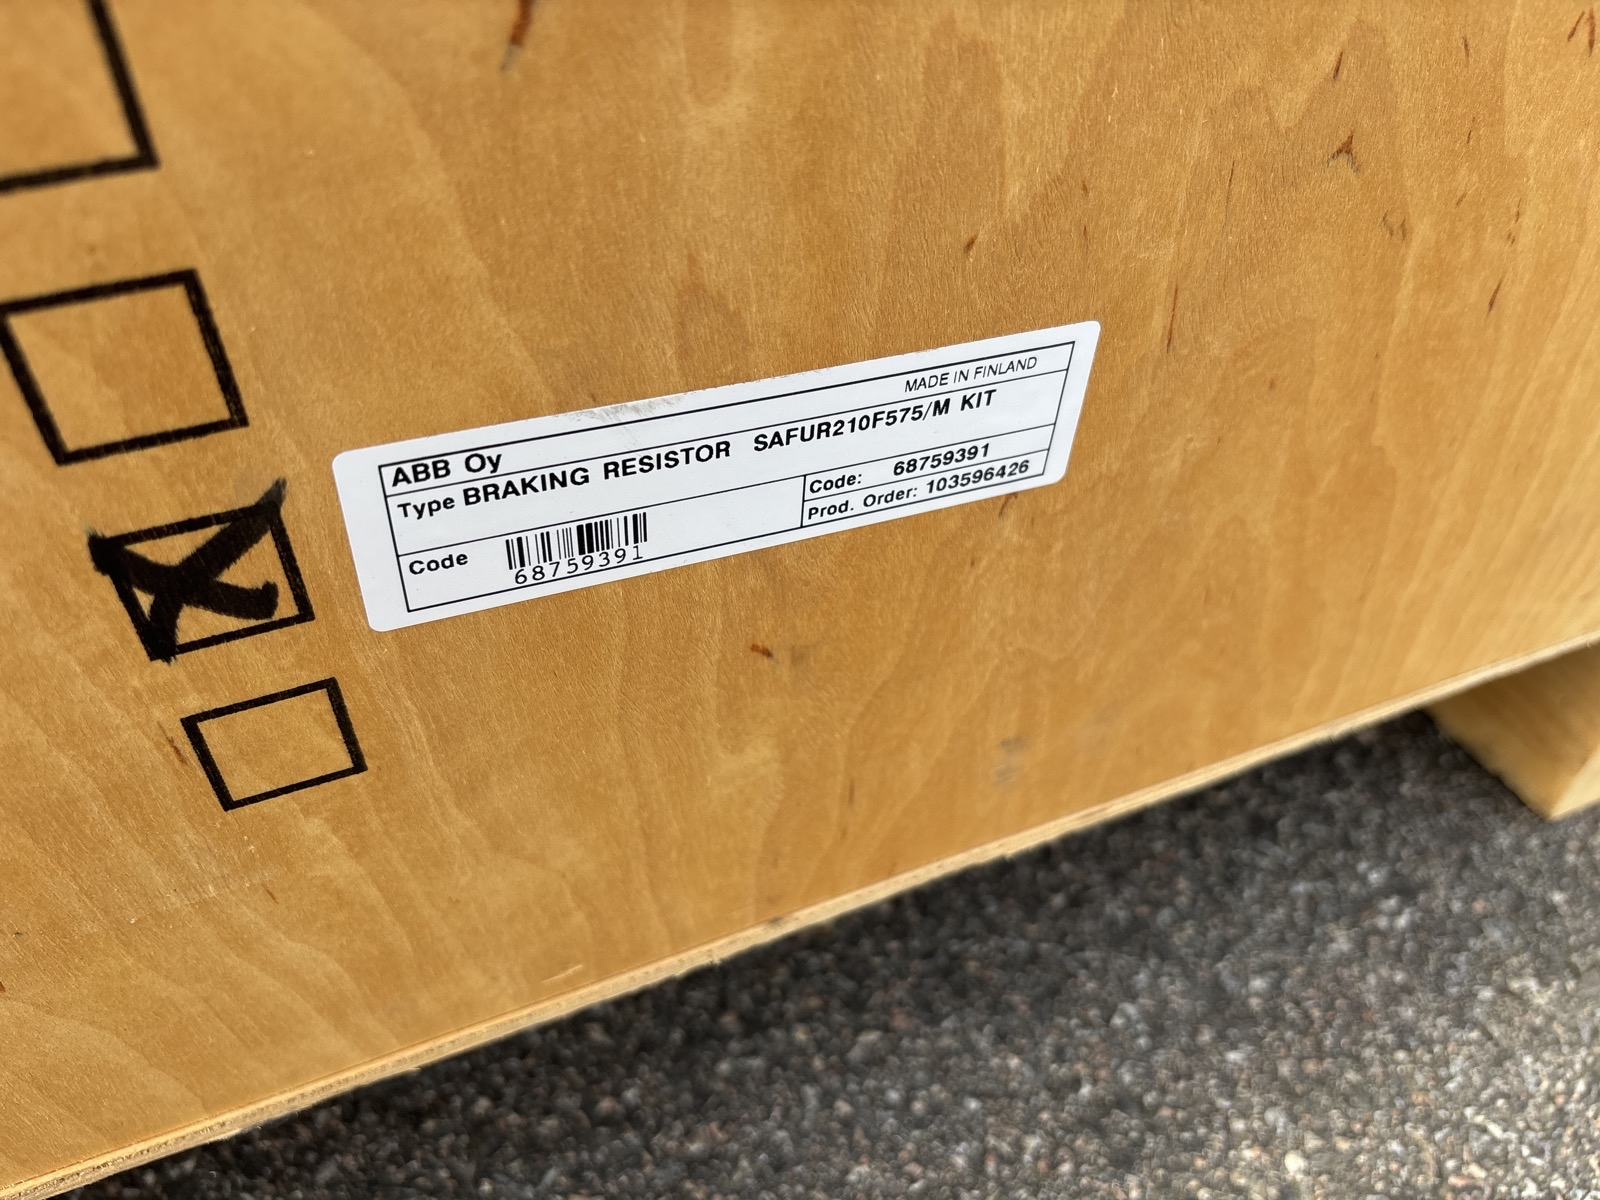 MADE IN FINLAND
ABB Oy
Type BRAKING RESISTOR SAFUR210F575/M KIT
Code: 68759391
Prod. Order: 103596426
Code
68759391